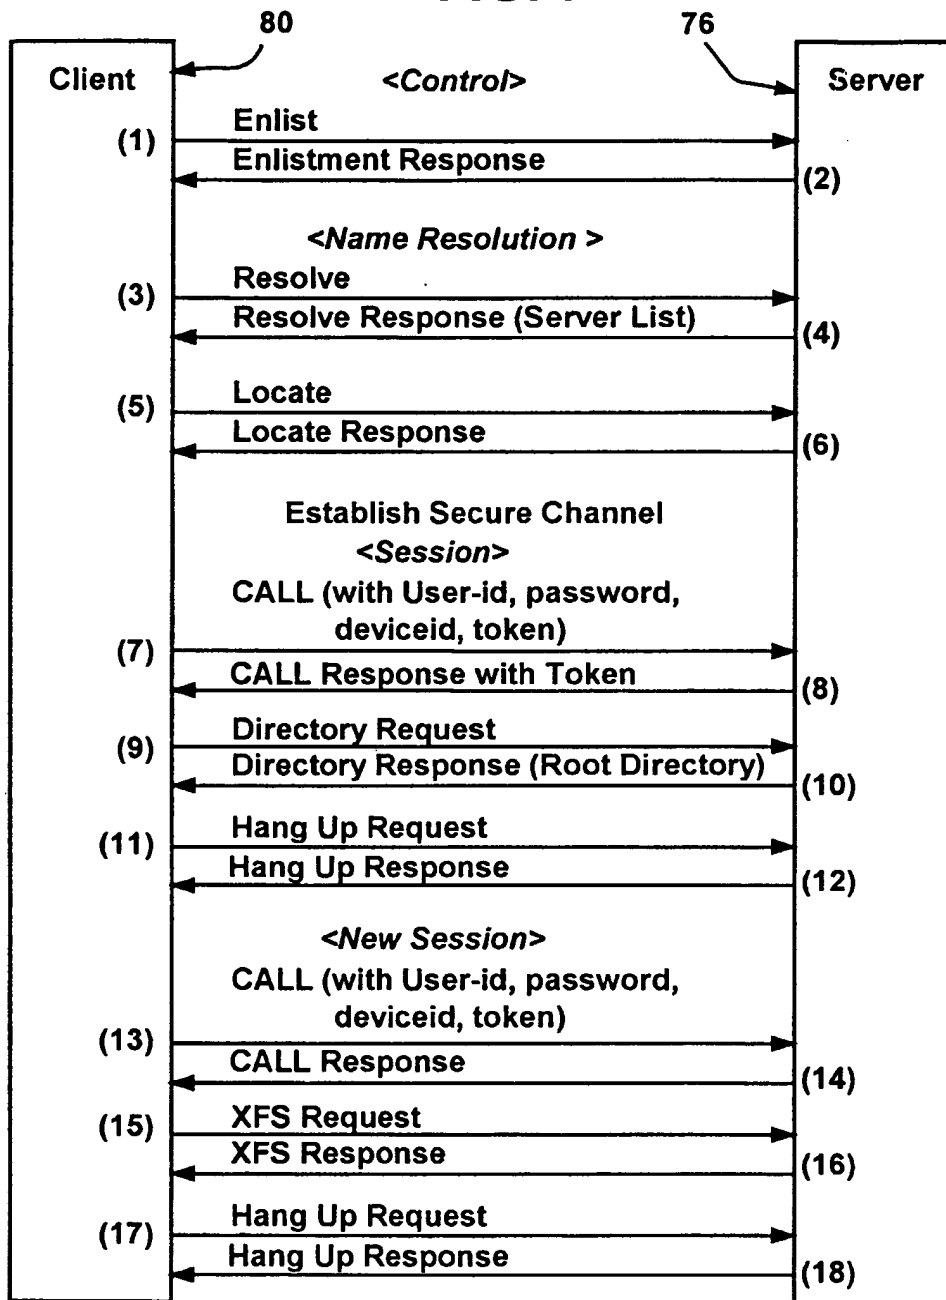 80
76
Client
<Control>
Server
(1)
Enlist
Enlistment Response
(2)
<Name Resolution >
(3)
Resolve
Resolve Response (Server List)
(4)
(5)
Locate
Locate Response
(6)
Establish Secure Channel
<Session>
CALL (with User-id, password,
deviceid, token)
(7)
CALL Response with Token
(8)
(9)
Directory Request
Directory Response (Root Directory)
(10)
(11)
Hang Up Request
Hang Up Response
(12)
<New Session>
CALL (with User-id, password,
deviceid, token)
(13)
CALL Response
(14)
(15)
XFS Request
XFS Response
(16)
(17)
Hang Up Request
Hang Up Response
(18)